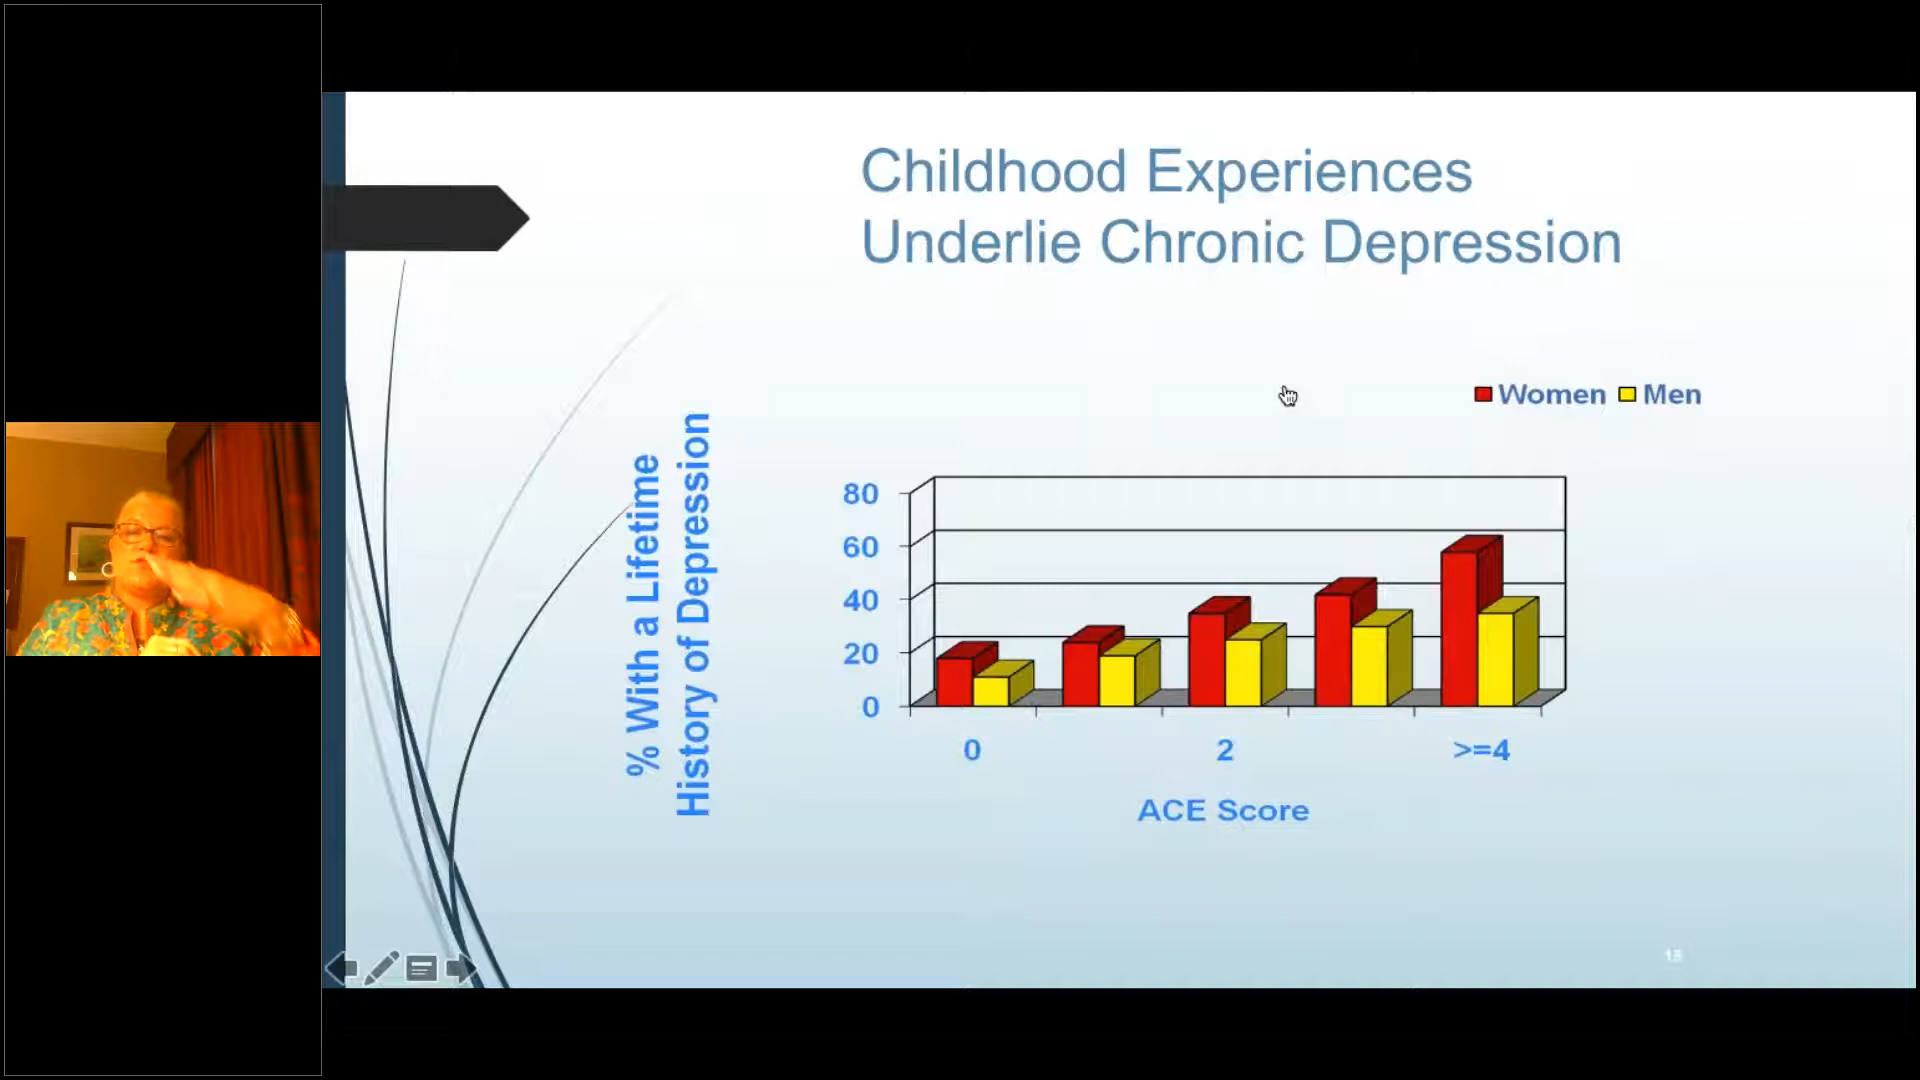 Childhood Experiences
Underlie Chronic Depression
Women Men
% With a Lifetime
History of Depression
80
60
40
20
0
0 2 >=4
ACE Score